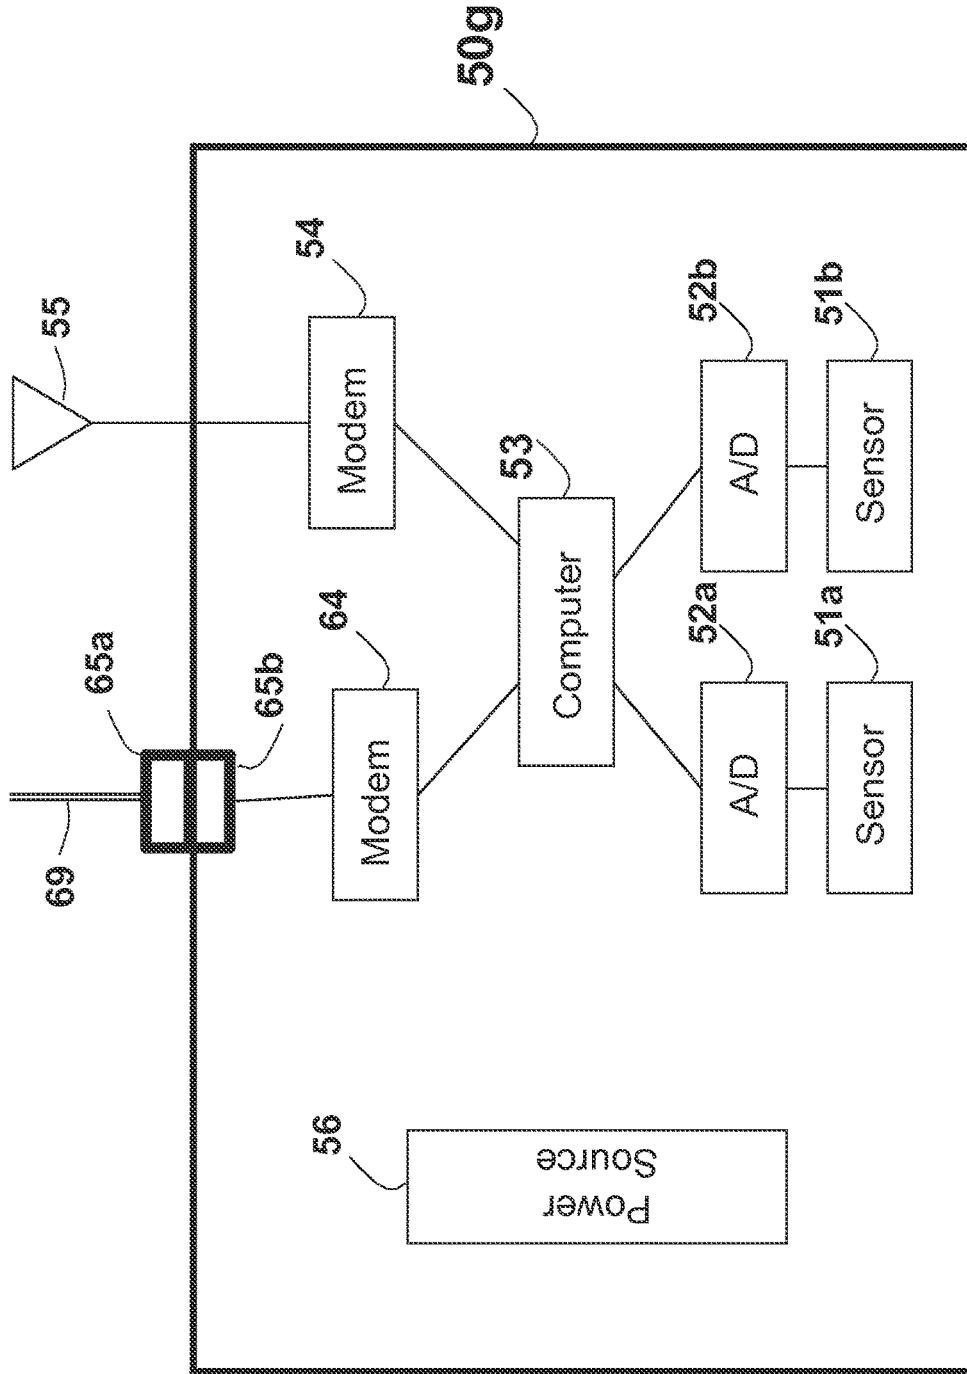 50g
55
54
Modem
65a
65b
69
64
Modem
53
Computer
52b
A/D
51b
Sensor
52a
A/D
51a
Sensor
56
Power
Source